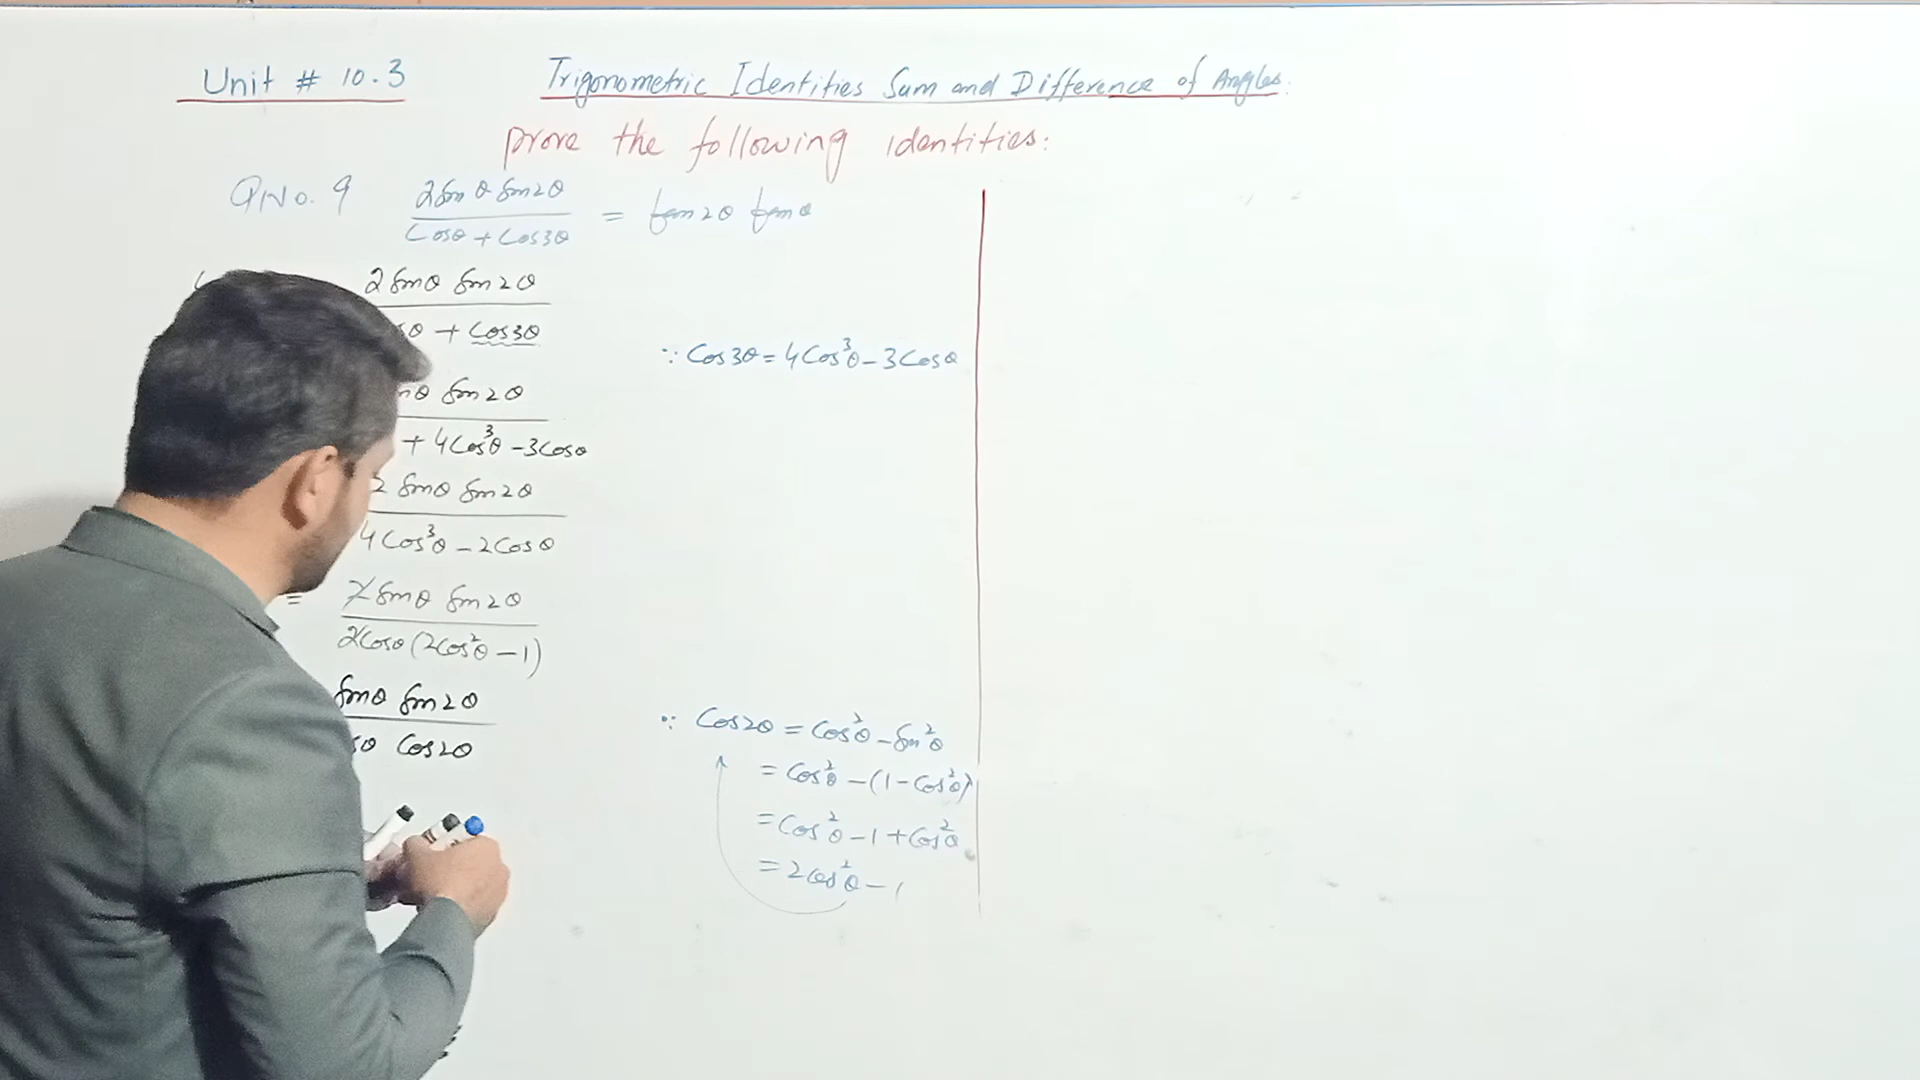 Unit # 10.3 Trigonometric Identities Sum and Difference of Angles.
prove the following identities:
QNo. 9 2Sinθ Sin2θ / Cosθ + Cos3θ = tan2θ tanθ
2Sinθ Sin2θ
θ + Cos3θ
∵ Cos3θ = 4Cos³θ - 3Cosθ
θ Sin2θ
+ 4Cos³θ - 3Cosθ
2 Sinθ Sin2θ
4Cos³θ - 2Cosθ
= 2Sinθ Sin2θ
2Cosθ(2Cos²θ - 1)
Sinθ Sin2θ
θ Cos2θ
∵ Cos2θ = Cos²θ - Sin²θ
= Cos²θ - (1 - Cos²θ)
= Cos²θ - 1 + Cos²θ
= 2Cos²θ - 1